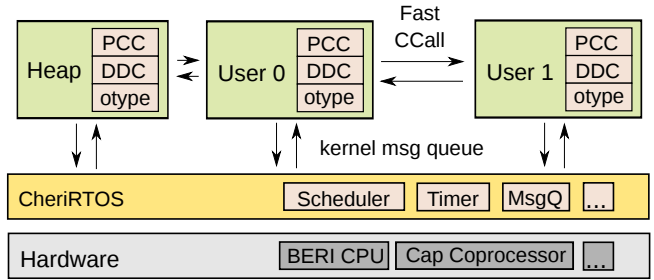 Fast
CCall
Heap
PCC
DDC
otype
User 0
PCC
DDC
otype
User 1
PCC
DDC
otype
kernel msg queue
CheriRTOS
Scheduler
Timer
MsgQ
...
Hardware
BERI CPU
Cap Coprocessor
...